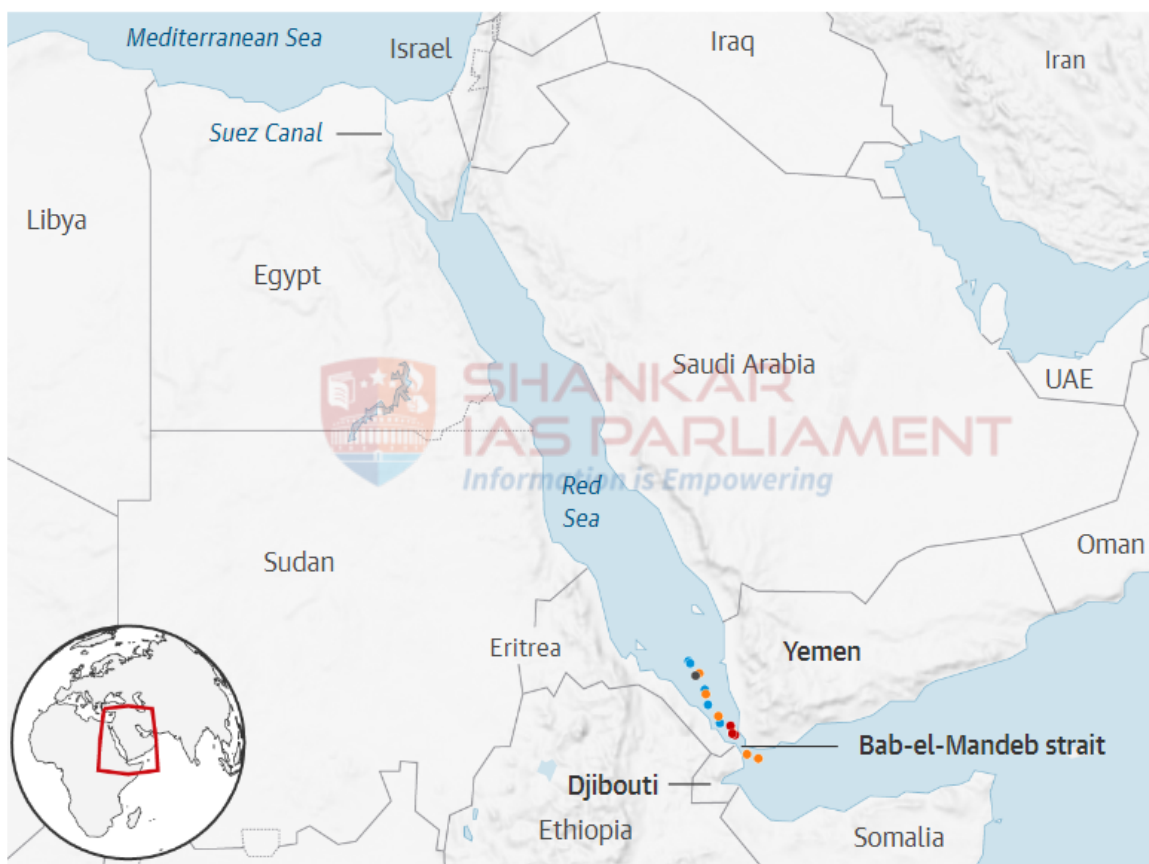 Mediterranean Sea
Israel
Iraq
Iran
Suez Canal
Libya
Egypt
Saudi Arabia
UAE
SHANKAR
IAS PARLIAMENT
Information is Empowering
Red
Sea
Oman
Sudan
Eritrea
Yemen
Bab-el-Mandeb strait
Djibouti
Ethiopia
Somalia